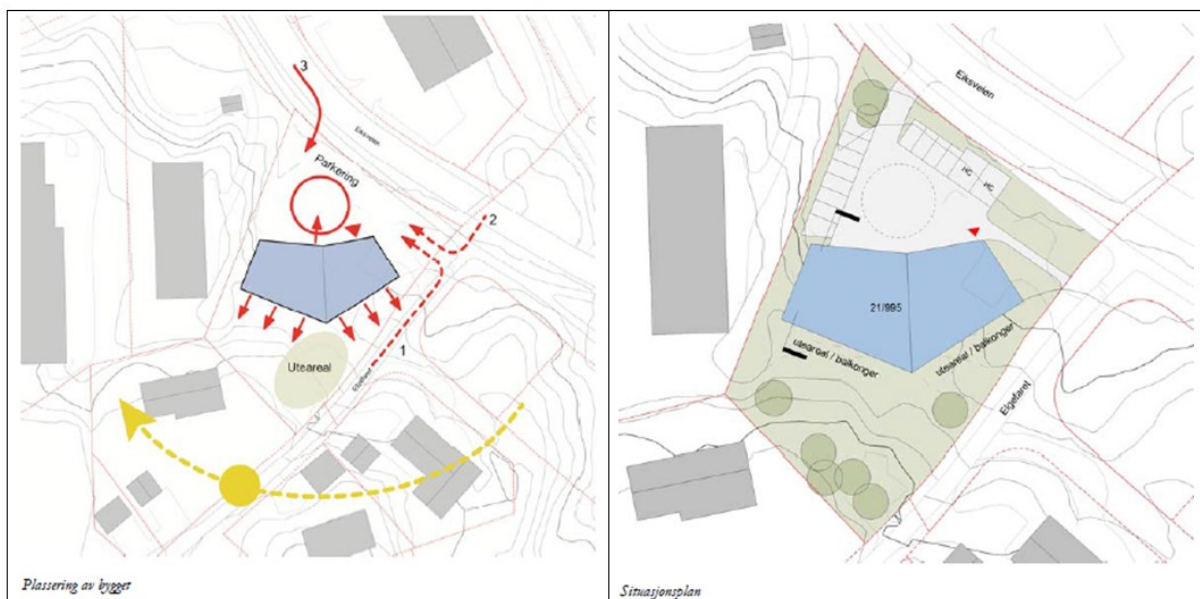 3
Eiksveien
Parkering
2
1
Uteareal
Elgefaret
Plassering av bygget
Eiksveien
HC
HC
21/995
uteareal / balkonger
uteareal / balkonger
Elgefaret
Situasjonsplan